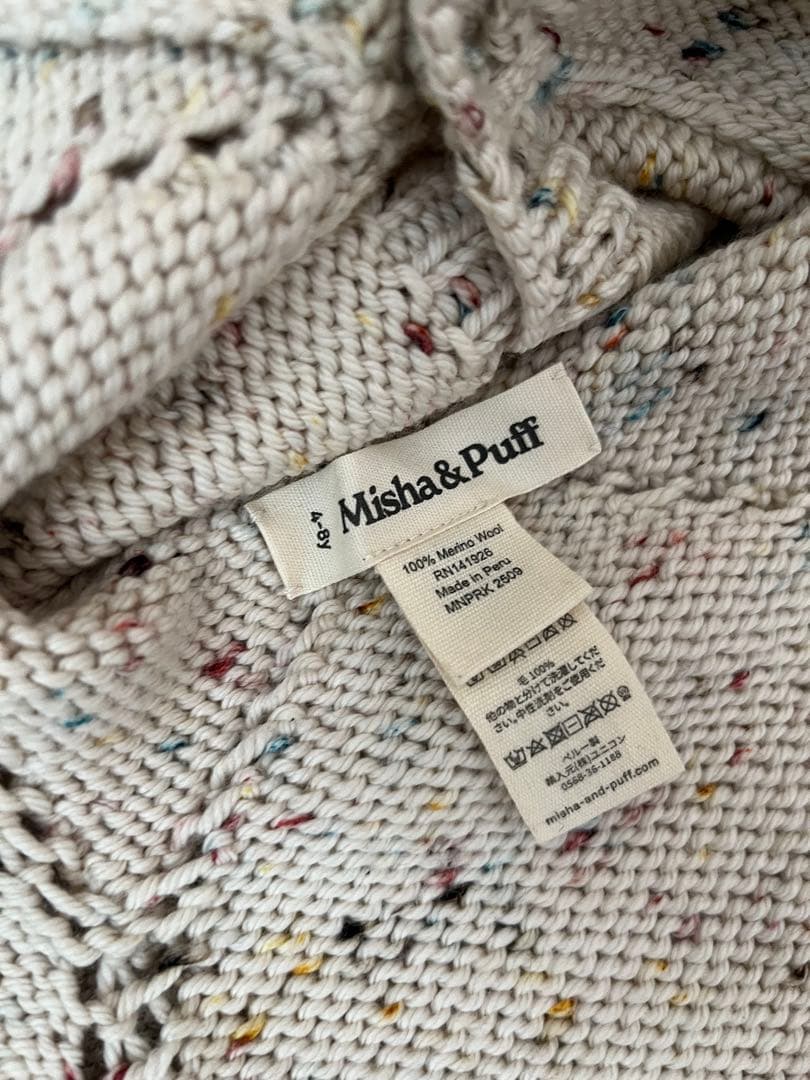 Misha&Puff
4-8y
100% Merino Wool
RN141926
Made in Peru
MNPRK 2509
毛 100%
他の物と分けて洗濯してくだ
さい。中性洗剤をご使用くだ
さい。
ペルー製
輸入元(株)ユニコン
0568-36-1188
misha-and-puff.com